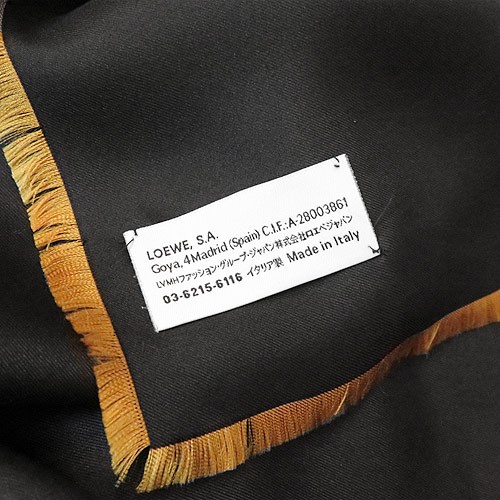 LOEWE, S.A.
Goya, 4 Madrid (Spain) C.I.F.: A-28003861
LVMHファッション・グループ・ジャパン株式会社ロエベジャパン
03-6215-6116 イタリア製 Made in Italy